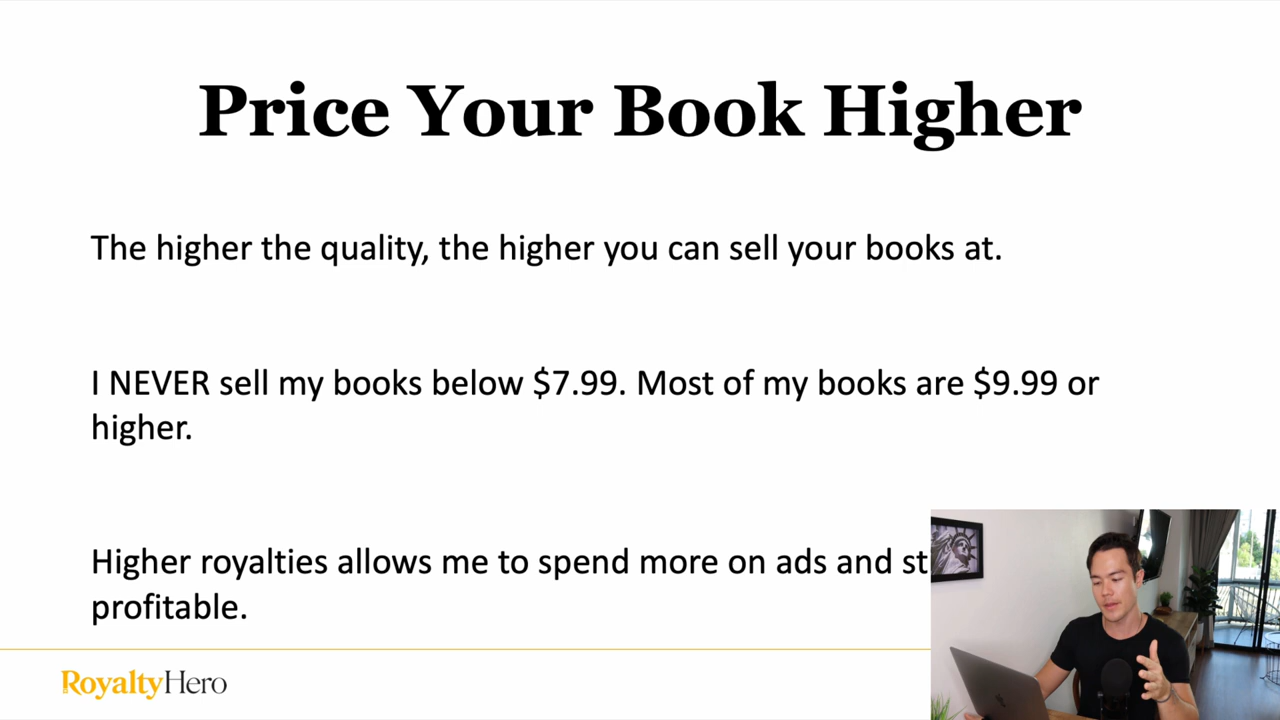 Price Your Book Higher
The higher the quality, the higher you can sell your books at.
I NEVER sell my books below $7.99. Most of my books are $9.99 or
higher.
Higher royalties allows me to spend more on ads and st
profitable.
RoyaltyHero